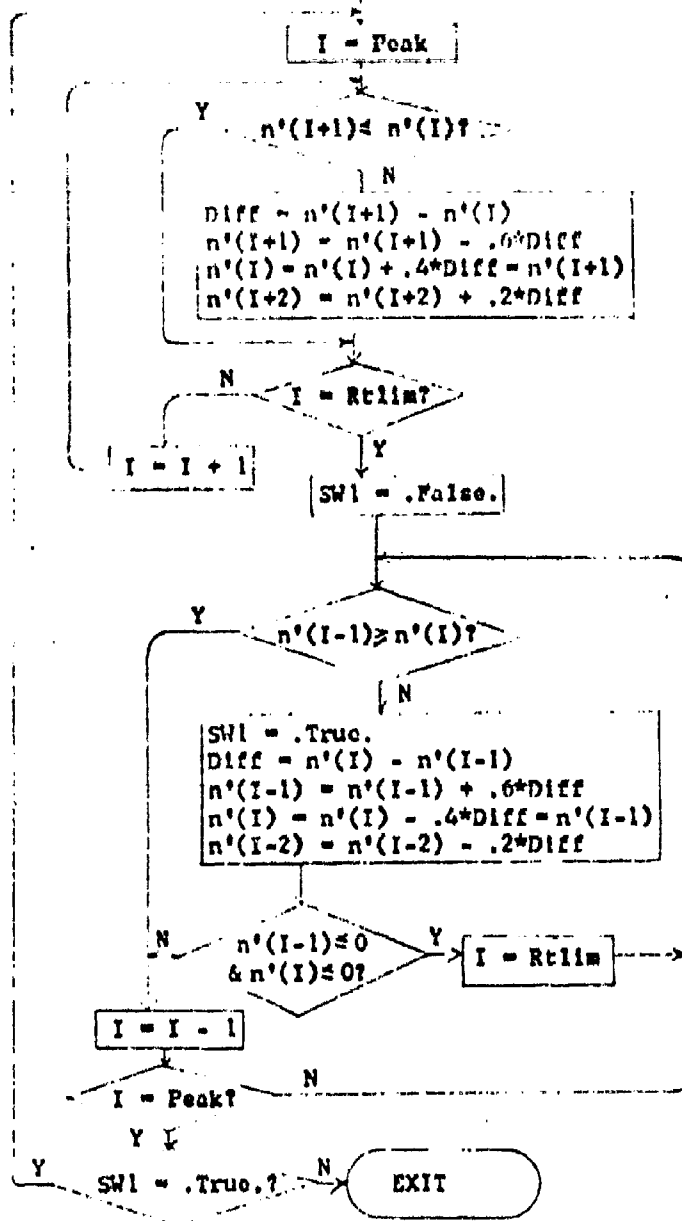 I = Peak
Y
n'(I+1)≤ n'(I)?
N
Diff = n'(I+1) - n'(I)
n'(I+1) = n'(I+1) - .6*Diff
n'(I) = n'(I) + .4*Diff = n'(I+1)
n'(I+2) = n'(I+2) + .2*Diff
N
I = Rtlim?
Y
I = I + 1
SW1 = .False.
Y
n'(I-1)≥ n'(I)?
N
SW1 = .True.
Diff = n'(I) - n'(I-1)
n'(I-1) = n'(I-1) + .6*Diff
n'(I) = n'(I) - .4*Diff = n'(I-1)
n'(I-2) = n'(I-2) - .2*Diff
N
n'(I-1)≤ 0
& n'(I)≤ 0?
Y
I = Rtlim
I = I - 1
I = Peak?
N
Y
Y
SW1 = .True.?
N
EXIT